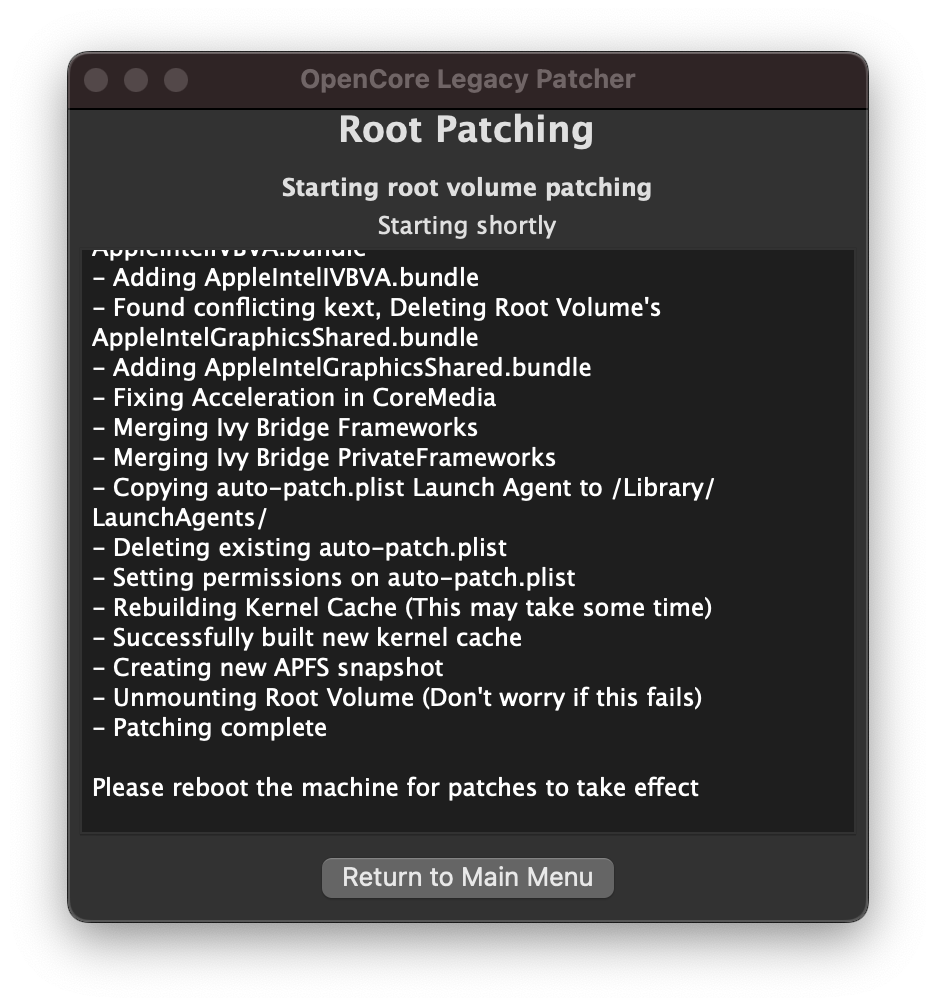 OpenCore Legacy Patcher
Root Patching
Starting root volume patching
Starting shortly
AppleIntelIVBVA.bundle
- Adding AppleIntelIVBVA.bundle
- Found conflicting kext, Deleting Root Volume's
AppleIntelGraphicsShared.bundle
- Adding AppleIntelGraphicsShared.bundle
- Fixing Acceleration in CoreMedia
- Merging Ivy Bridge Frameworks
- Merging Ivy Bridge PrivateFrameworks
- Copying auto-patch.plist Launch Agent to /Library/
LaunchAgents/
- Deleting existing auto-patch.plist
- Setting permissions on auto-patch.plist
- Rebuilding Kernel Cache (This may take some time)
- Successfully built new kernel cache
- Creating new APFS snapshot
- Unmounting Root Volume (Don't worry if this fails)
- Patching complete
Please reboot the machine for patches to take effect
Return to Main Menu